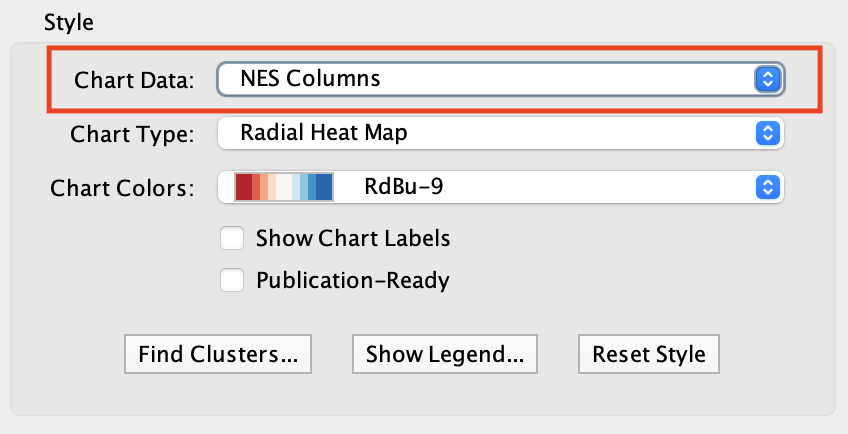 Style
Chart Data: NES Columns
Chart Type: Radial Heat Map
Chart Colors: RdBu-9
Show Chart Labels
Publication-Ready
Find Clusters... Show Legend... Reset Style